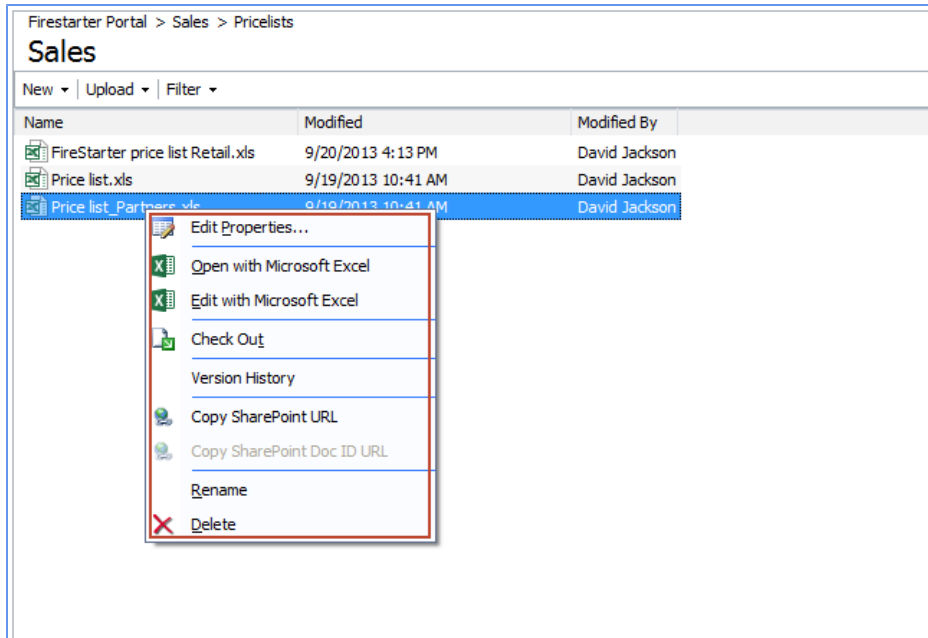 Firestarter Portal > Sales > Pricelists
Sales
New Upload Filter
Name Modified Modified By
FireStarter price list Retail.xls 9/20/2013 4:13 PM David Jackson
Price list.xls 9/19/2013 10:41 AM David Jackson
Price list_Partners.xls 9/19/2013 10:41 AM David Jackson
Edit Properties...
Open with Microsoft Excel
Edit with Microsoft Excel
Check Out
Version History
Copy SharePoint URL
Copy SharePoint Doc ID URL
Rename
Delete